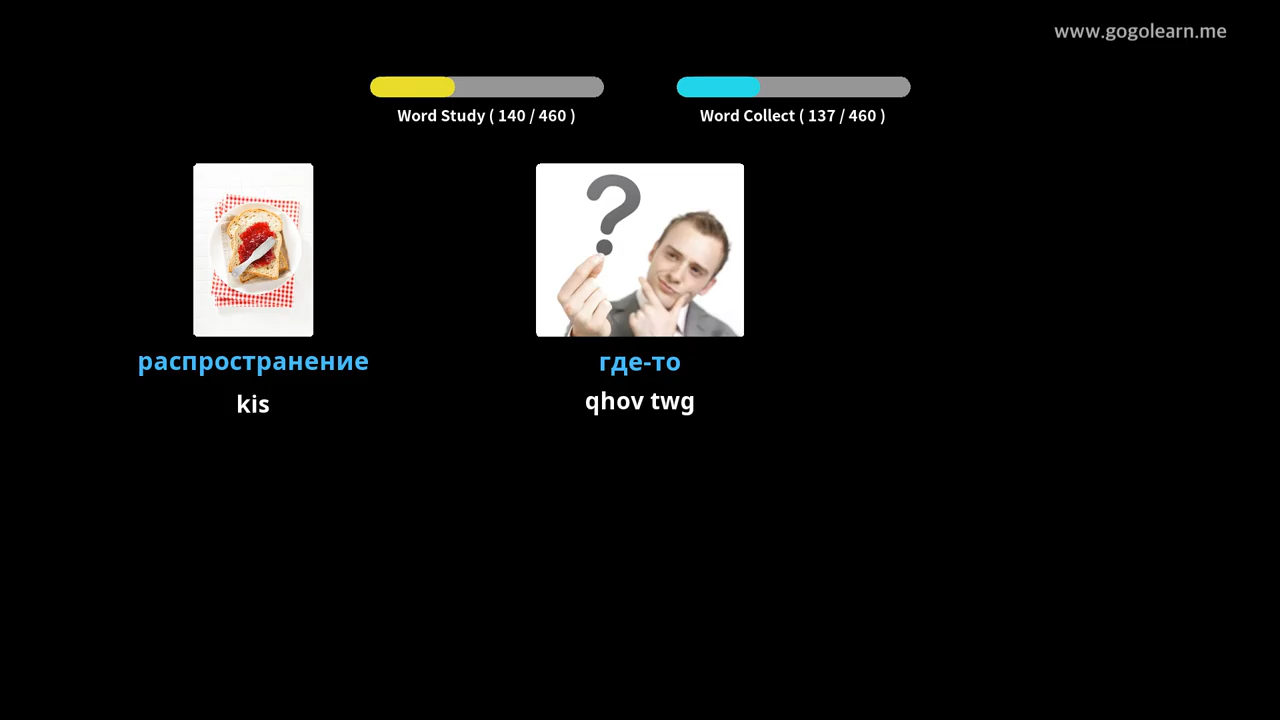 www.gogolearn.me
Word Study ( 140 / 460 )
Word Collect ( 137 / 460 )
распространение
kis
где-то
qhov twg